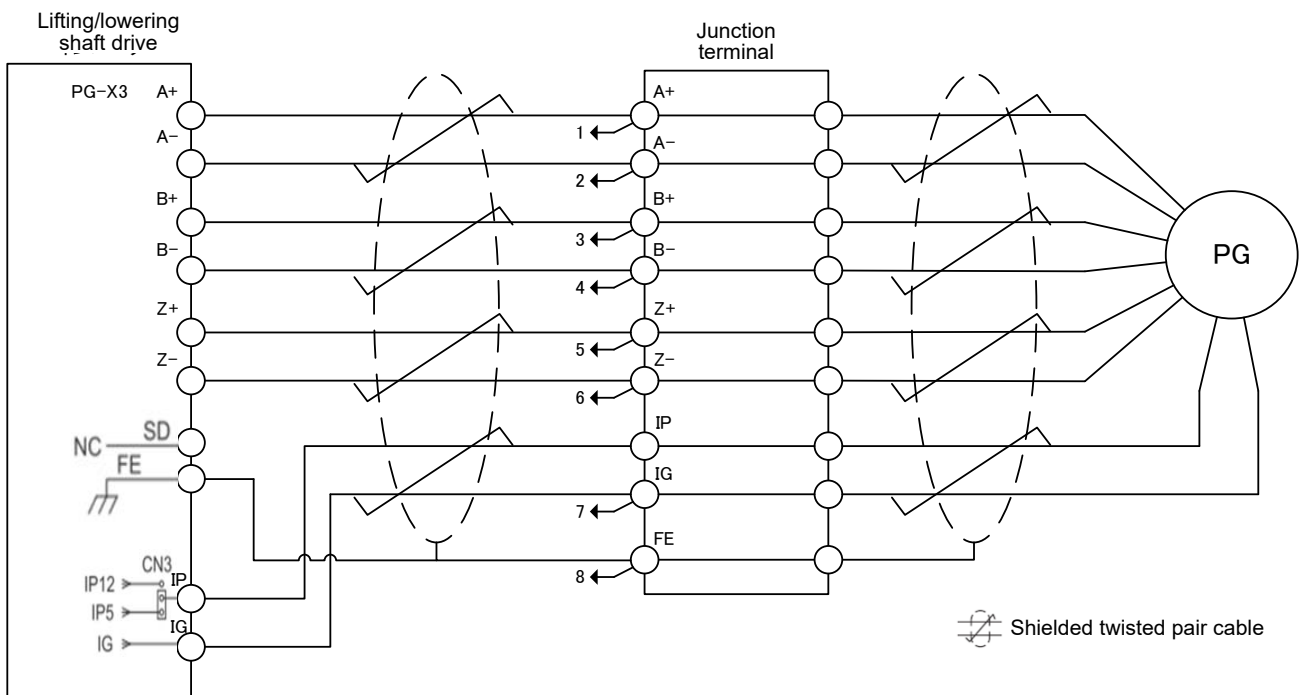 Lifting/lowering
shaft drive
Junction
terminal
PG-X3
A+
A-
B+
B-
Z+
Z-
NC
SD
FE
CN3
IP12
IP5
IP
IG
IG
A+
1
A-
2
B+
3
B-
4
Z+
5
Z-
6
IP
IG
7
FE
8
PG
Shielded twisted pair cable